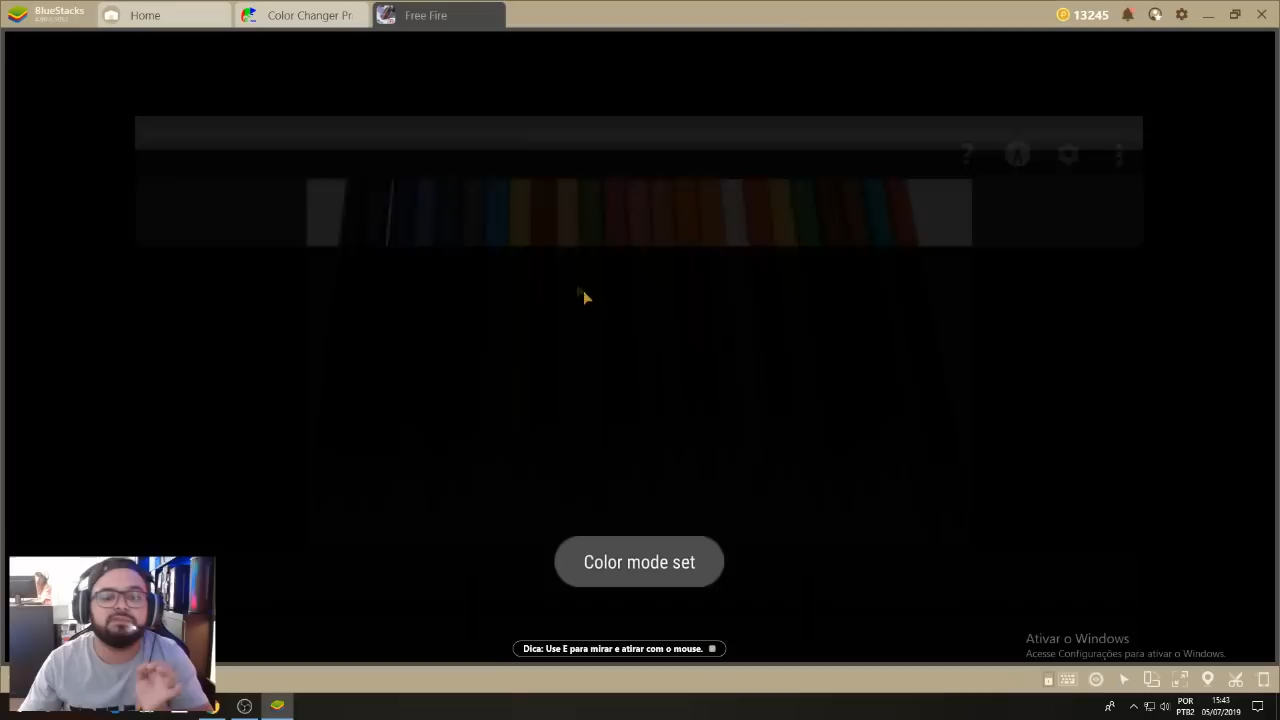 BlueStacks
Home
Color Changer Pr
Free Fire
13245
?
Color mode set
Dica: Use E para mirar e atirar com o mouse.
Ativar o Windows
Acesse Configurações para ativar o Windows.
POR
PTB2
15:43
05/07/2019